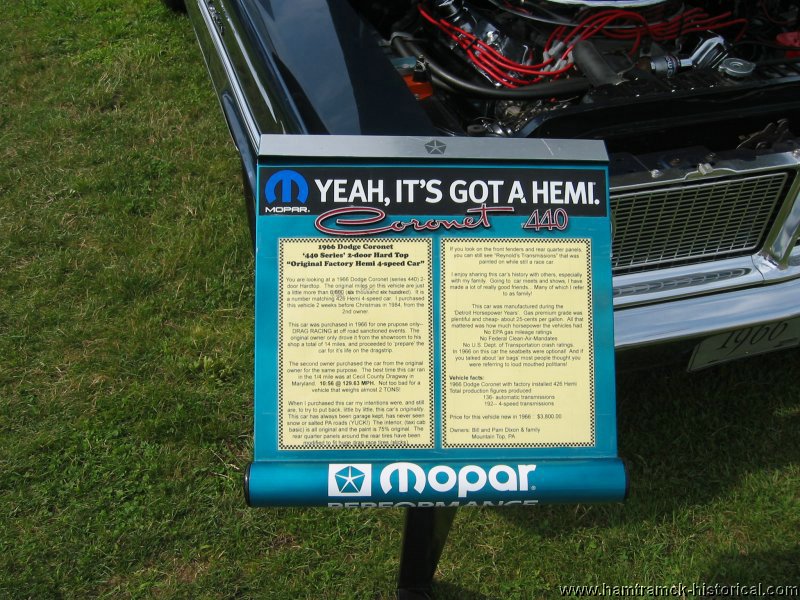 YEAH, IT'S GOT A HEMI.
MOPAR
Coronet 440
1966 Dodge Coronet
'440 Series' 2-door Hard Top
"Original Factory Hemi 4-speed Car"
You are looking at a 1966 Dodge Coronet (series 440) 2-
door Hardtop. The original miles on this vehicle are just
a little more than (six thousand six hundred). It is
a number matching 426 Hemi 4-speed car. I purchased
this vehicle 2 weeks before Christmas in 1984, from the
2nd owner.
This car was purchased in 1966 for one pupose only--
DRAG RACING at off road sanctioned events. The
original owner only drove it from the showroom to his
shop a total of 14 miles, and proceeded to 'prepare' the
car for it's life on the dragstrip.
The second owner purchased the car from the original
owner for the same purpose. The best time this car
ran in the 1/4 mile was at Cecil County Dragway in
Maryland. 10:56 @ 129.63 MPH. Not too bad for a
vehicle that weighs almost 2 TONS!
When I purchased this car my intentions were, and still
are, to try to put back, little by little, this car's originality.
This car has always been garage kept, has never seen
snow or salted PA roads (YUCK!) The interior, (taxi cab
basic) is all original and the paint is 75% original. The
rear quarter panels around the rear tires have been
modified to fit huge drag race tires
If you look on the front fenders and rear quarter panels,
you can still see "Reynold's Transmissions" that was
painted on while still a race car.
I enjoy sharing this car's history with others, especially
with my family. Going to car meets and shows, I have
made a lot of really good friends. Many of which I refer
to as family!
This car was manufactured during the
'Detroit Horsepower Years'. Gas premium grade was
plentiful and cheap- about 25-cents per gallon. All that
mattered was how much horsepower the vehicles had.
No EPA gas mileage ratings
No Federal Clean-Air-Mandates
No U.S. Dept. of Transportation crash ratings.
In 1966 on this car the seatbelts were optional. And if
you talked about 'air bags' most people thought you
were referring to loud mouthed politians!
Vehicle facts:
1966 Dodge Coronet with factory installed 426 Hemi
Total production figures produced
136- automatic transmissions
192-- 4-speed transmissions
Price for this vehicle new in 1966 : $3,800.00
Owners: Bill and Pam Dixon & family
Mountain Top, PA
Mopar
PERFORMANCE
1966
www.hamtramck-historical.com